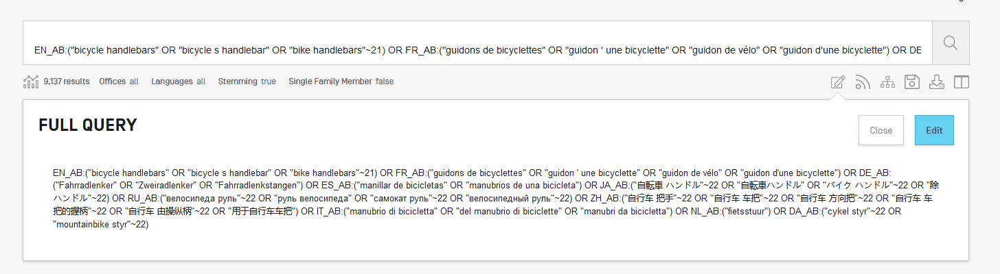 EN_AB:("bicycle handlebars" OR "bicycle s handlebar" OR "bike handlebars"~21) OR FR_AB:("guidons de bicyclettes" OR "guidon ' une bicyclette" OR "guidon de vélo" OR "guidon d'une bicyclette") OR DE
9,137 results Offices all Languages all Stemming true Single Family Member false
FULL QUERY
Close
Edit
EN_AB:("bicycle handlebars" OR "bicycle s handlebar" OR "bike handlebars"~21) OR FR_AB:("guidons de bicyclettes" OR "guidon ' une bicyclette" OR "guidon de vélo" OR "guidon d'une bicyclette") OR DE_AB:
("Fahrradlenker" OR "Zweiradlenker" OR "Fahrradlenkstangen") OR ES_AB:("manillar de bicicletas" OR "manubrios de una bicicleta") OR JA_AB:("自転車 ハンドル"~22 OR "自転車ハンドル" OR "バイク ハンドル"~22 OR "除
ハンドル"~22) OR RU_AB:("велосипеда руль"~22 OR "руль велосипеда" OR "самокат руль"~22 OR "велосипедный руль"~22) OR ZH_AB:("自行车 把手"~22 OR "自行车 车把"~22 OR "自行车 方向把"~22 OR "自行车 车
把的握柄"~22 OR "自行车 由操纵柄"~22 OR "用于自行车车把") OR IT_AB:("manubrio di bicicletta" OR "del manubrio di biciclette" OR "manubri da bicicletta") OR NL_AB:("fietsstuur") OR DA_AB:("cykel styr"~22 OR
"mountainbike styr"~22)